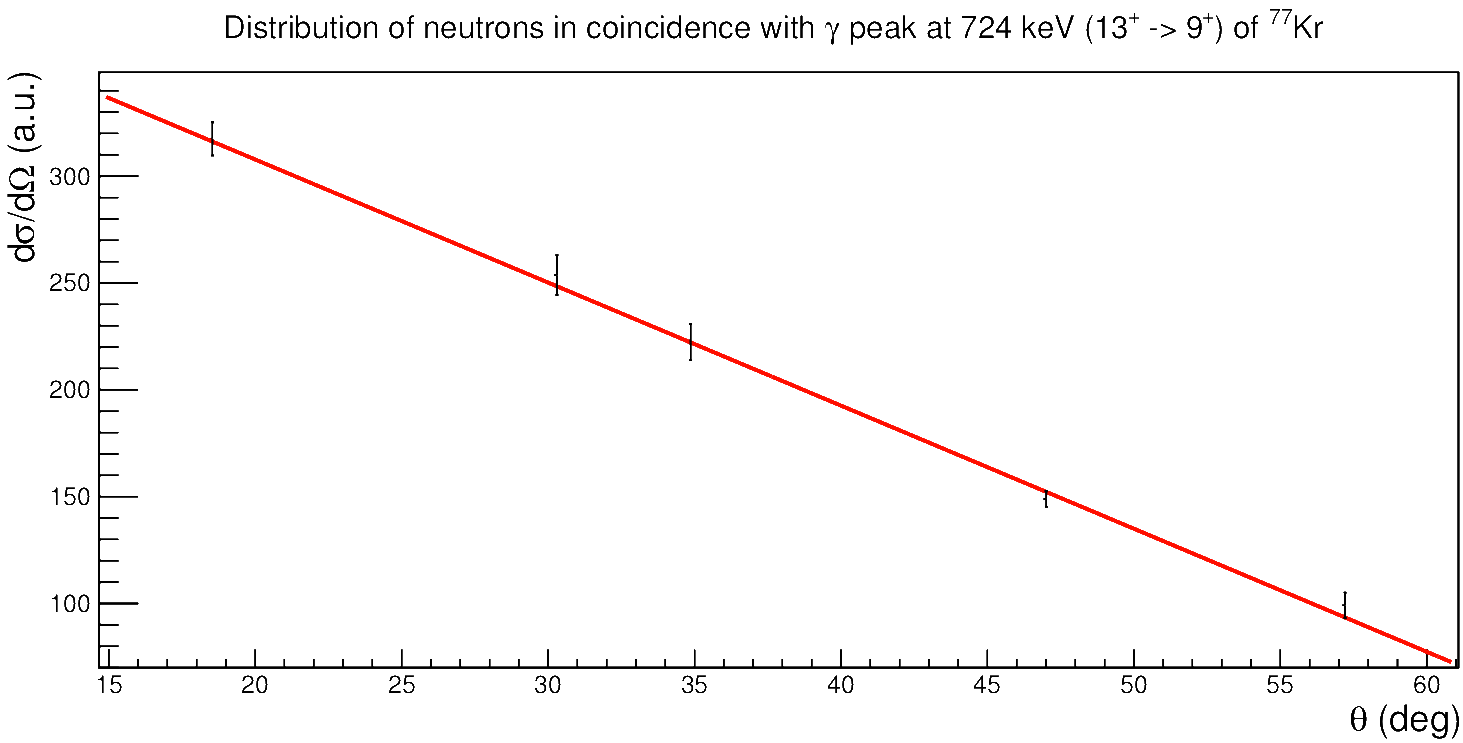 Distribution of neutrons in coincidence with γ peak at 724 keV (13⁺ -> 9⁺) of ⁷⁷Kr
dσ/dΩ (a.u.)
300
250
200
150
100
15 20 25 30 35 40 45 50 55 60
θ (deg)